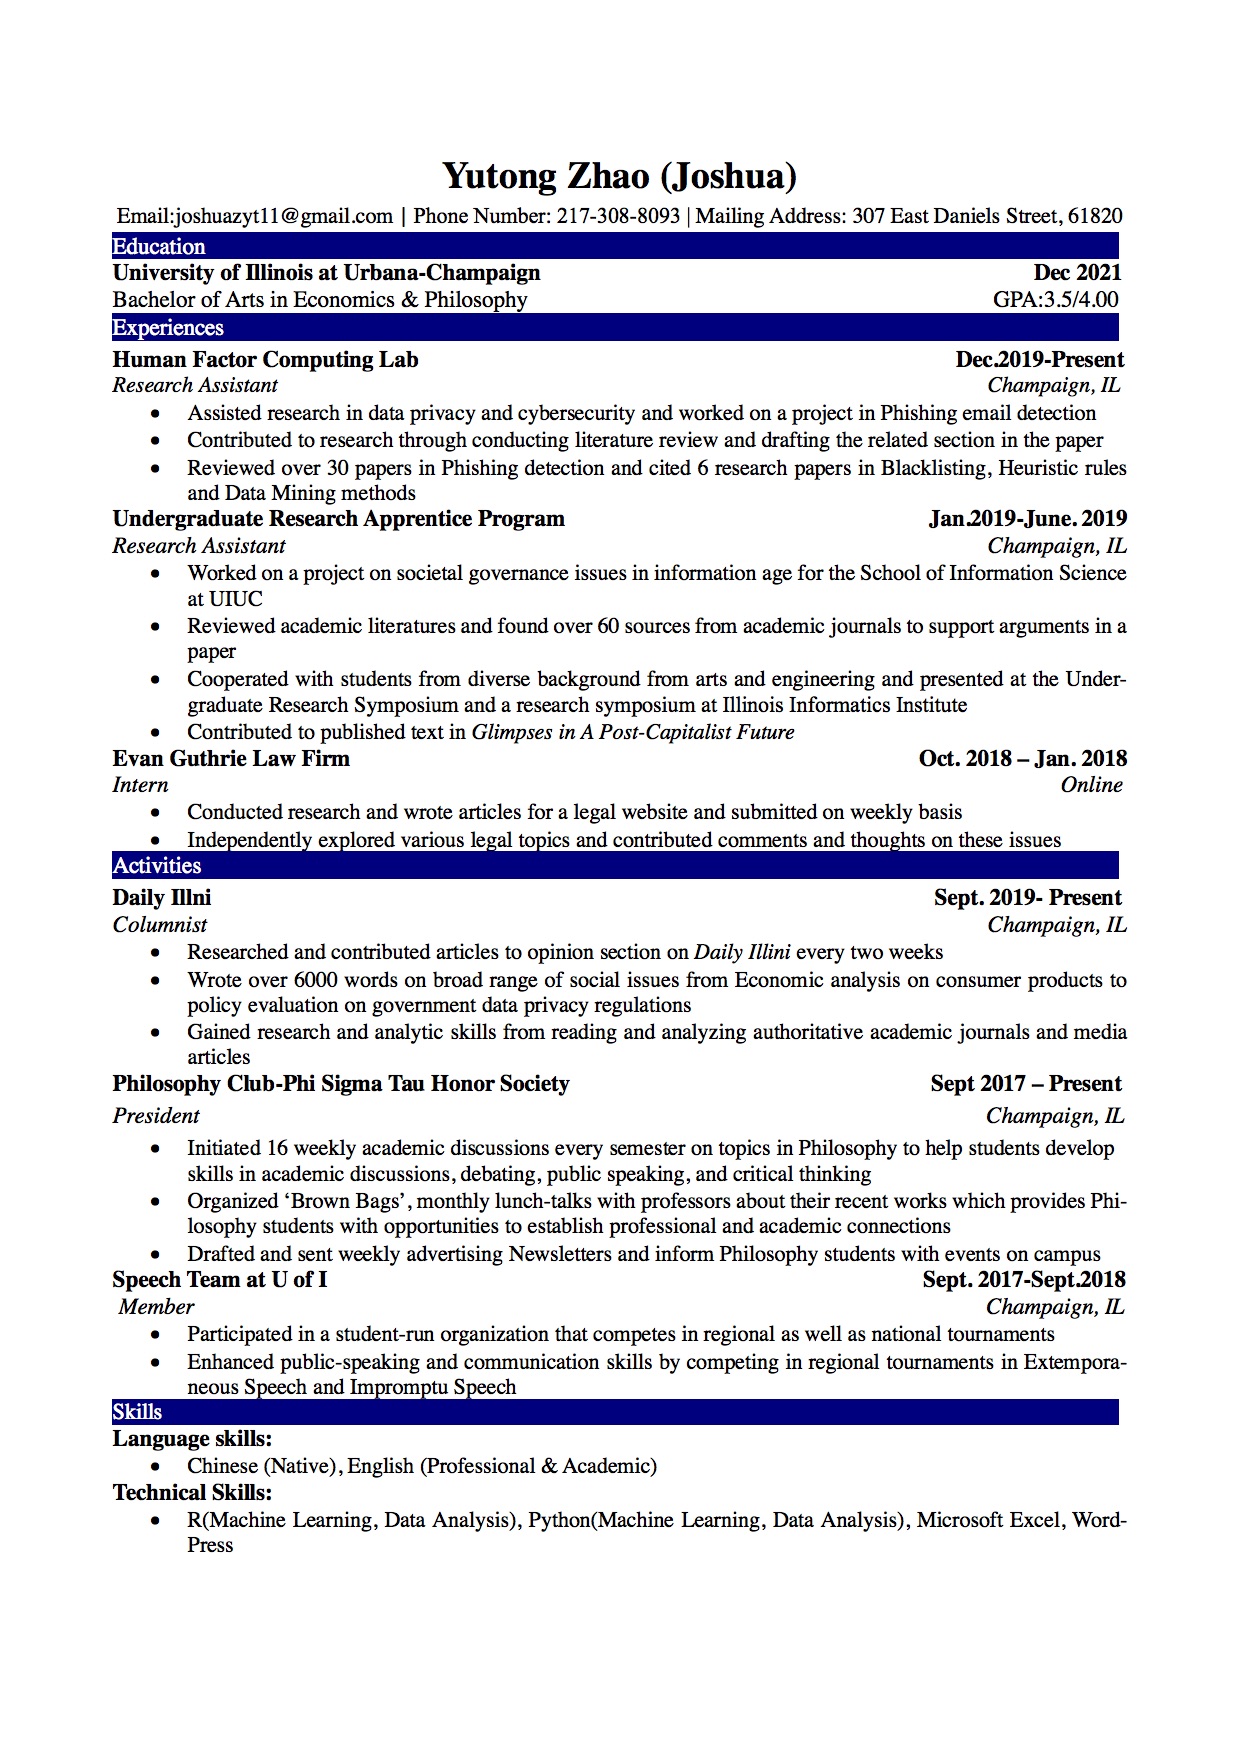 Yutong Zhao (Joshua)
Email:joshuazyt11@gmail.com | Phone Number: 217-308-8093 | Mailing Address: 307 East Daniels Street, 61820
Education
University of Illinois at Urbana-Champaign Dec 2021
Bachelor of Arts in Economics & Philosophy GPA:3.5/4.00
Experiences
Human Factor Computing Lab Dec.2019-Present
Research Assistant Champaign, IL
• Assisted research in data privacy and cybersecurity and worked on a project in Phishing email detection
• Contributed to research through conducting literature review and drafting the related section in the paper
• Reviewed over 30 papers in Phishing detection and cited 6 research papers in Blacklisting, Heuristic rules
and Data Mining methods
Undergraduate Research Apprentice Program Jan.2019-June. 2019
Research Assistant Champaign, IL
• Worked on a project on societal governance issues in information age for the School of Information Science
at UIUC
• Reviewed academic literatures and found over 60 sources from academic journals to support arguments in a
paper
• Cooperated with students from diverse background from arts and engineering and presented at the Under-
graduate Research Symposium and a research symposium at Illinois Informatics Institute
• Contributed to published text in Glimpses in A Post-Capitalist Future
Evan Guthrie Law Firm Oct. 2018 – Jan. 2018
Intern Online
• Conducted research and wrote articles for a legal website and submitted on weekly basis
• Independently explored various legal topics and contributed comments and thoughts on these issues
Activities
Daily Illni Sept. 2019- Present
Columnist Champaign, IL
• Researched and contributed articles to opinion section on Daily Illini every two weeks
• Wrote over 6000 words on broad range of social issues from Economic analysis on consumer products to
policy evaluation on government data privacy regulations
• Gained research and analytic skills from reading and analyzing authoritative academic journals and media
articles
Philosophy Club-Phi Sigma Tau Honor Society Sept 2017 – Present
President Champaign, IL
• Initiated 16 weekly academic discussions every semester on topics in Philosophy to help students develop
skills in academic discussions, debating, public speaking, and critical thinking
• Organized ‘Brown Bags’, monthly lunch-talks with professors about their recent works which provides Phi-
losophy students with opportunities to establish professional and academic connections
• Drafted and sent weekly advertising Newsletters and inform Philosophy students with events on campus
Speech Team at U of I Sept. 2017-Sept.2018
Member Champaign, IL
• Participated in a student-run organization that competes in regional as well as national tournaments
• Enhanced public-speaking and communication skills by competing in regional tournaments in Extempora-
neous Speech and Impromptu Speech
Skills
Language skills:
• Chinese (Native), English (Professional & Academic)
Technical Skills:
• R(Machine Learning, Data Analysis), Python(Machine Learning, Data Analysis), Microsoft Excel, Word-
Press